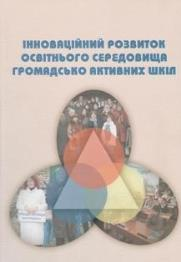 ІННОВАЦІЙНИЙ РОЗВИТОК
ОСВІТНЬОГО СЕРЕДОВИЩА
ГРОМАДСЬКО АКТИВНИХ ШКІЛ